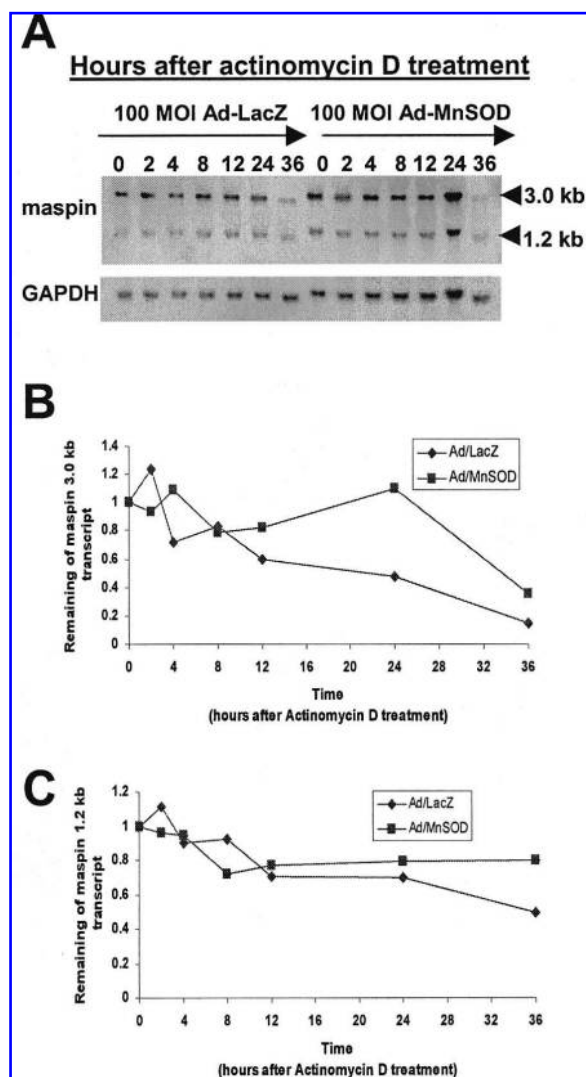 A
Hours after actinomycin D treatment
100 MOI Ad-LacZ 100 MOI Ad-MnSOD
0 2 4 8 12 24 36 0 2 4 8 12 24 36
maspin
3.0 kb
1.2 kb
GAPDH
B
Remaining of maspin 3.0 kb
transcript
1.4
1.2
1
0.8
0.6
0.4
0.2
0
Ad/LacZ
Ad/MnSOD
0 4 8 12 16 20 24 28 32 36
Time
(hours after Actinomycin D treatment)
C
Remaining of maspin 1.2 kb
transcript
1.2
1
0.8
0.6
0.4
0.2
0
Ad/LacZ
Ad/MnSOD
0 4 8 12 16 20 24 28 32 36
Time
(hours after Actinomycin D treatment)